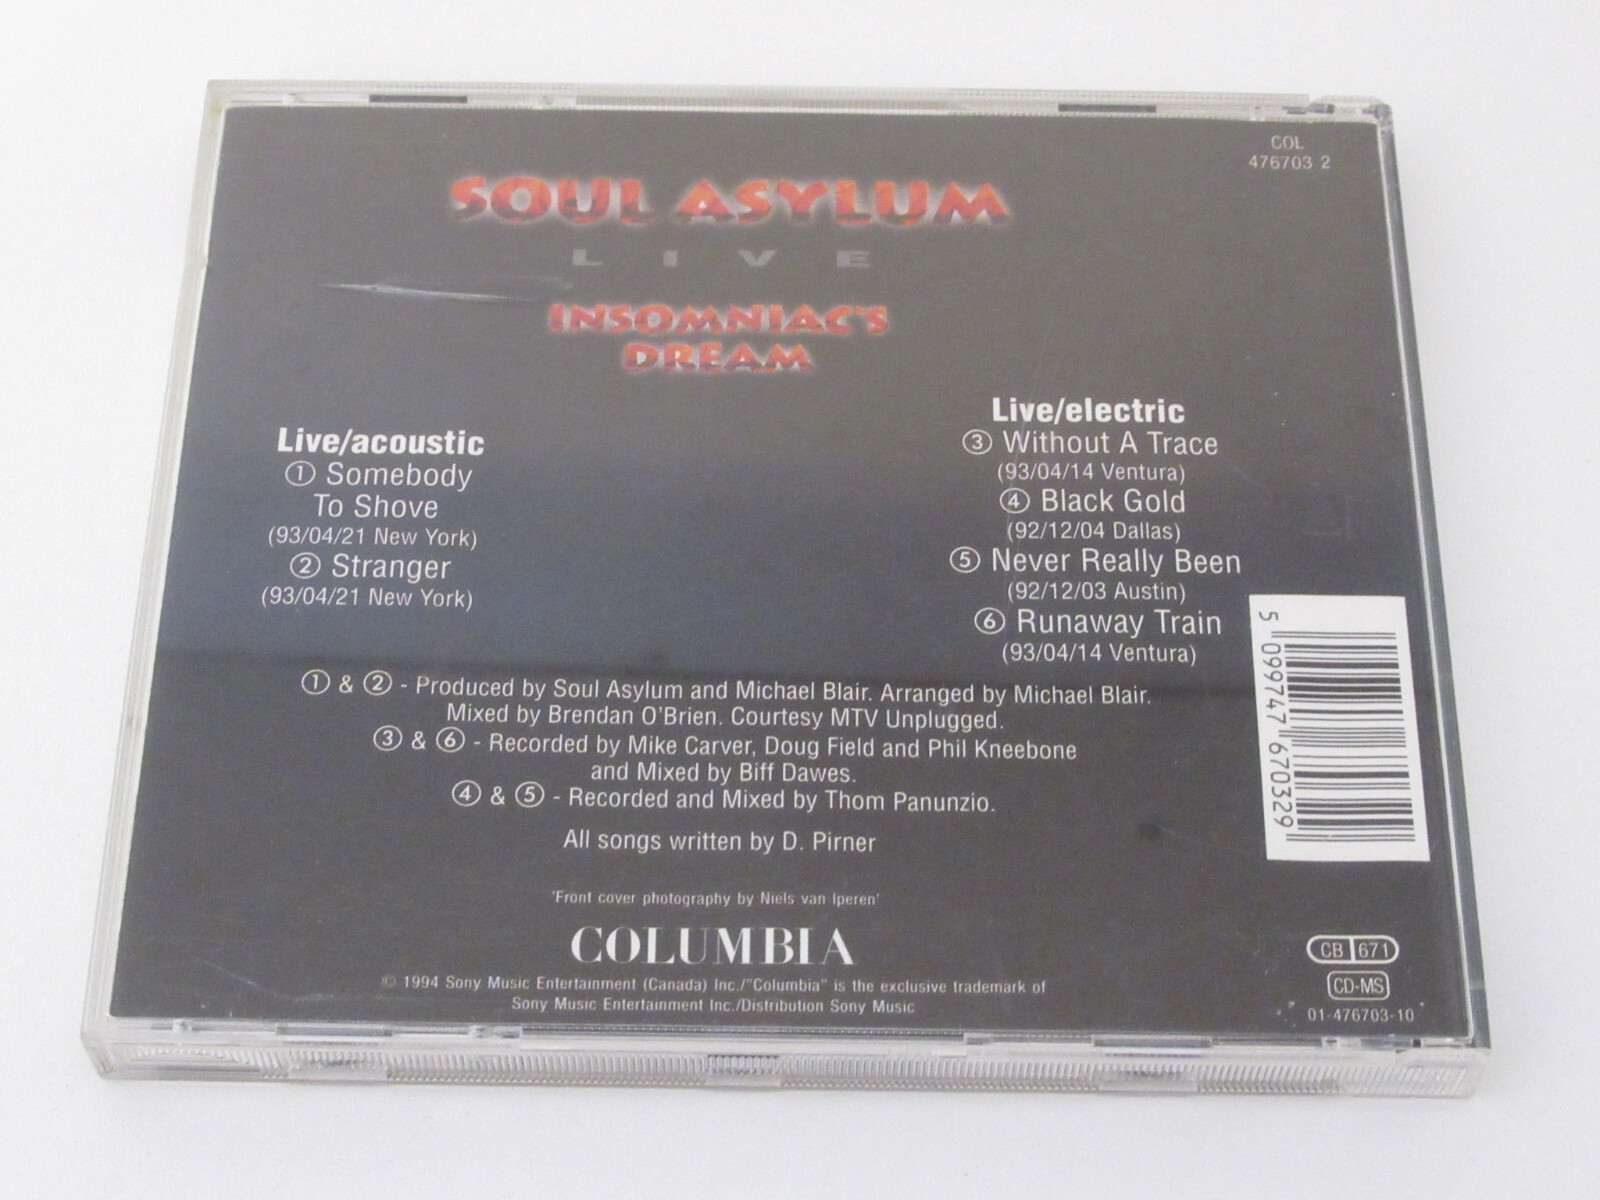 COL
476703 2
SOUL ASYLUM
LIVE
INSOMNIAC'S
DREAM
Live/acoustic
① Somebody
To Shove
(93/04/21 New York)
② Stranger
(93/04/21 New York)
Live/electric
③ Without A Trace
(93/04/14 Ventura)
④ Black Gold
(92/12/04 Dallas)
⑤ Never Really Been
(92/12/03 Austin)
⑥ Runaway Train
(93/04/14 Ventura)
① & ② - Produced by Soul Asylum and Michael Blair. Arranged by Michael Blair.
Mixed by Brendan O'Brien. Courtesy MTV Unplugged.
③ & ⑥ - Recorded by Mike Carver, Doug Field and Phil Kneebone
and Mixed by Biff Dawes.
④ & ⑤ - Recorded and Mixed by Thom Panunzio.
All songs written by D. Pirner
'Front cover photography by Niels van Iperen'
COLUMBIA
© 1994 Sony Music Entertainment (Canada) Inc./"Columbia" is the exclusive trademark of
Sony Music Entertainment Inc./Distribution Sony Music
5 099747 670329
CB 671
CD-MS
01-476703-10